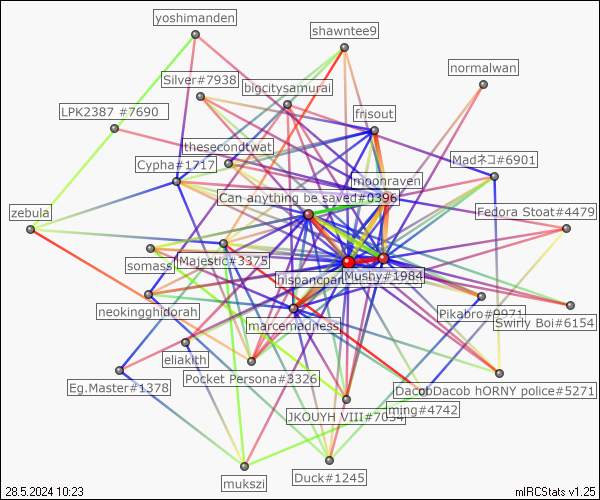 yoshimanden
shawntee9
normalwan
Silver#7938
bigcitysamurai
LPK2387 #7690
frisout
thesecondtwat
Cypha#1717
Madネコ#6901
moonraven
Can anything be saved#0396
zebula
Fedora Stoat#4479
somass
Majestic#3375
Mushy#1984
neokingghidorah
Pikabro#9971
Swirly Boi#6154
marcemadness
eliakith
Pocket Persona#3326
Eg.Master#1378
DacobDacob hORNY police#5271
JKOUYH VIII#7034
ming#4742
Duck#1245
mukszi
28.5.2024 10:23
mIRCStats v1.25